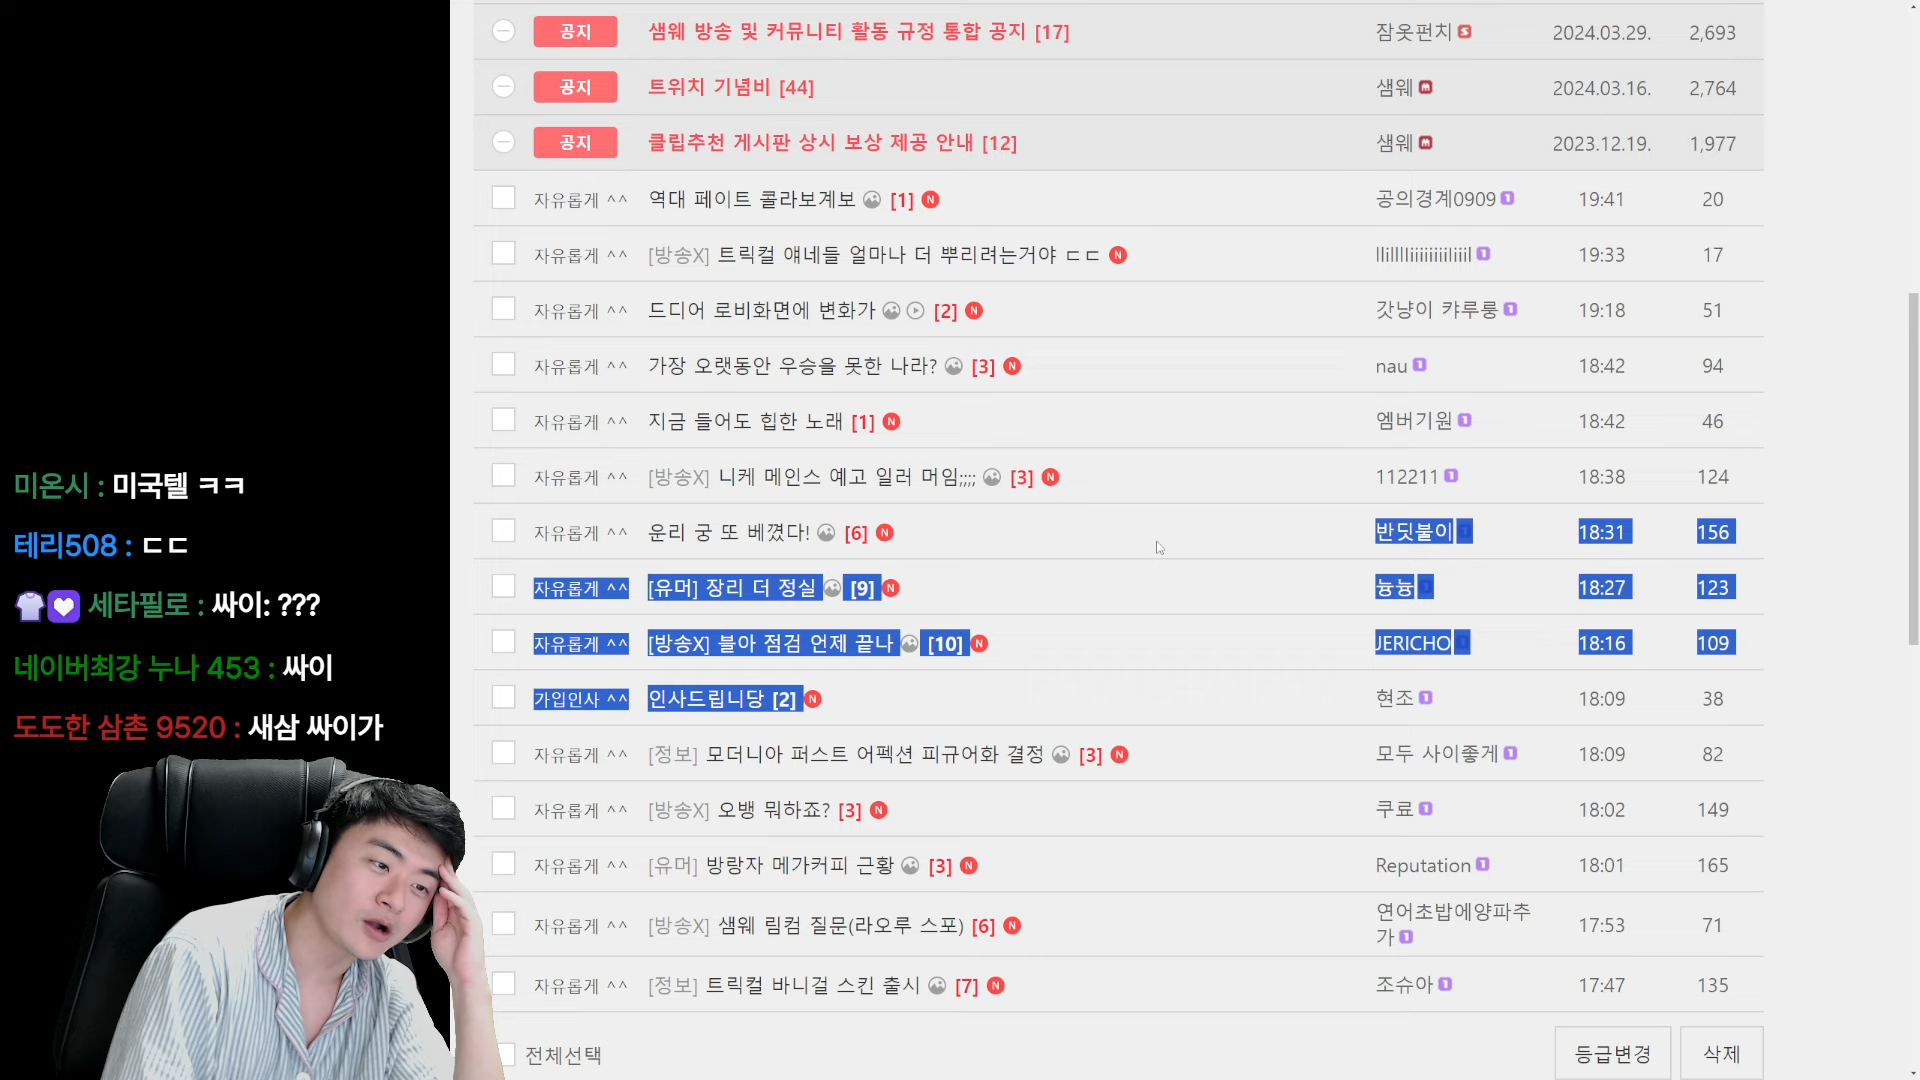 공지 샘웨 방송 및 커뮤니티 활동 규정 통합 공지 [17] 잠옷펀치 2024.03.29. 2,693
공지 트위치 기념비 [44] 샘웨 2024.03.16. 2,764
공지 클립추천 게시판 상시 보상 제공 안내 [12] 샘웨 2023.12.19. 1,977
자유롭게 ^^ 역대 페이트 콜라보계보 [1] N 공의경계0909 19:41 20
자유롭게 ^^ [방송X] 트릭컬 얘네들 얼마나 더 뿌리려는거야 ㄷㄷ N 19:33 17
자유롭게 ^^ 드디어 로비화면에 변화가 [2] N 갓냥이 캬루룽 19:18 51
자유롭게 ^^ 가장 오랫동안 우승을 못한 나라? [3] N nau 18:42 94
자유롭게 ^^ 지금 들어도 힙한 노래 [1] N 엠버기원 18:42 46
자유롭게 ^^ [방송X] 니케 메인스 예고 일러 머임;;;; [3] N 112211 18:38 124
자유롭게 ^^ 운리 궁 또 베꼈다! [6] N 반딧불이 18:31 156
자유롭게 ^^ [유머] 장리 더 정실 [9] N 늉늉 18:27 123
자유롭게 ^^ [방송X] 블아 점검 언제 끝나 [10] N JERICHO 18:16 109
가입인사 ^^ 인사드립니당 [2] N 현조 18:09 38
자유롭게 ^^ [정보] 모더니아 퍼스트 어펙션 피규어화 결정 [3] N 모두 사이좋게 18:09 82
자유롭게 ^^ [방송X] 오뱅 뭐하죠? [3] N 쿠료 18:02 149
자유롭게 ^^ [유머] 방랑자 메가커피 근황 [3] N Reputation 18:01 165
자유롭게 ^^ [방송X] 샘웨 림컴 질문(라오루 스포) [6] N 연어초밥에양파추
가 17:53 71
자유롭게 ^^ [정보] 트릭컬 바니걸 스킨 출시 [7] N 조슈아 17:47 135
전체선택 등급변경 삭제
미온시 : 미국텔 ㅋㅋ
테리508 : ㄷㄷ
세타필로 : 싸이: ???
네이버최강 누나 453 : 싸이
도도한 삼촌 9520 : 새삼 싸이가